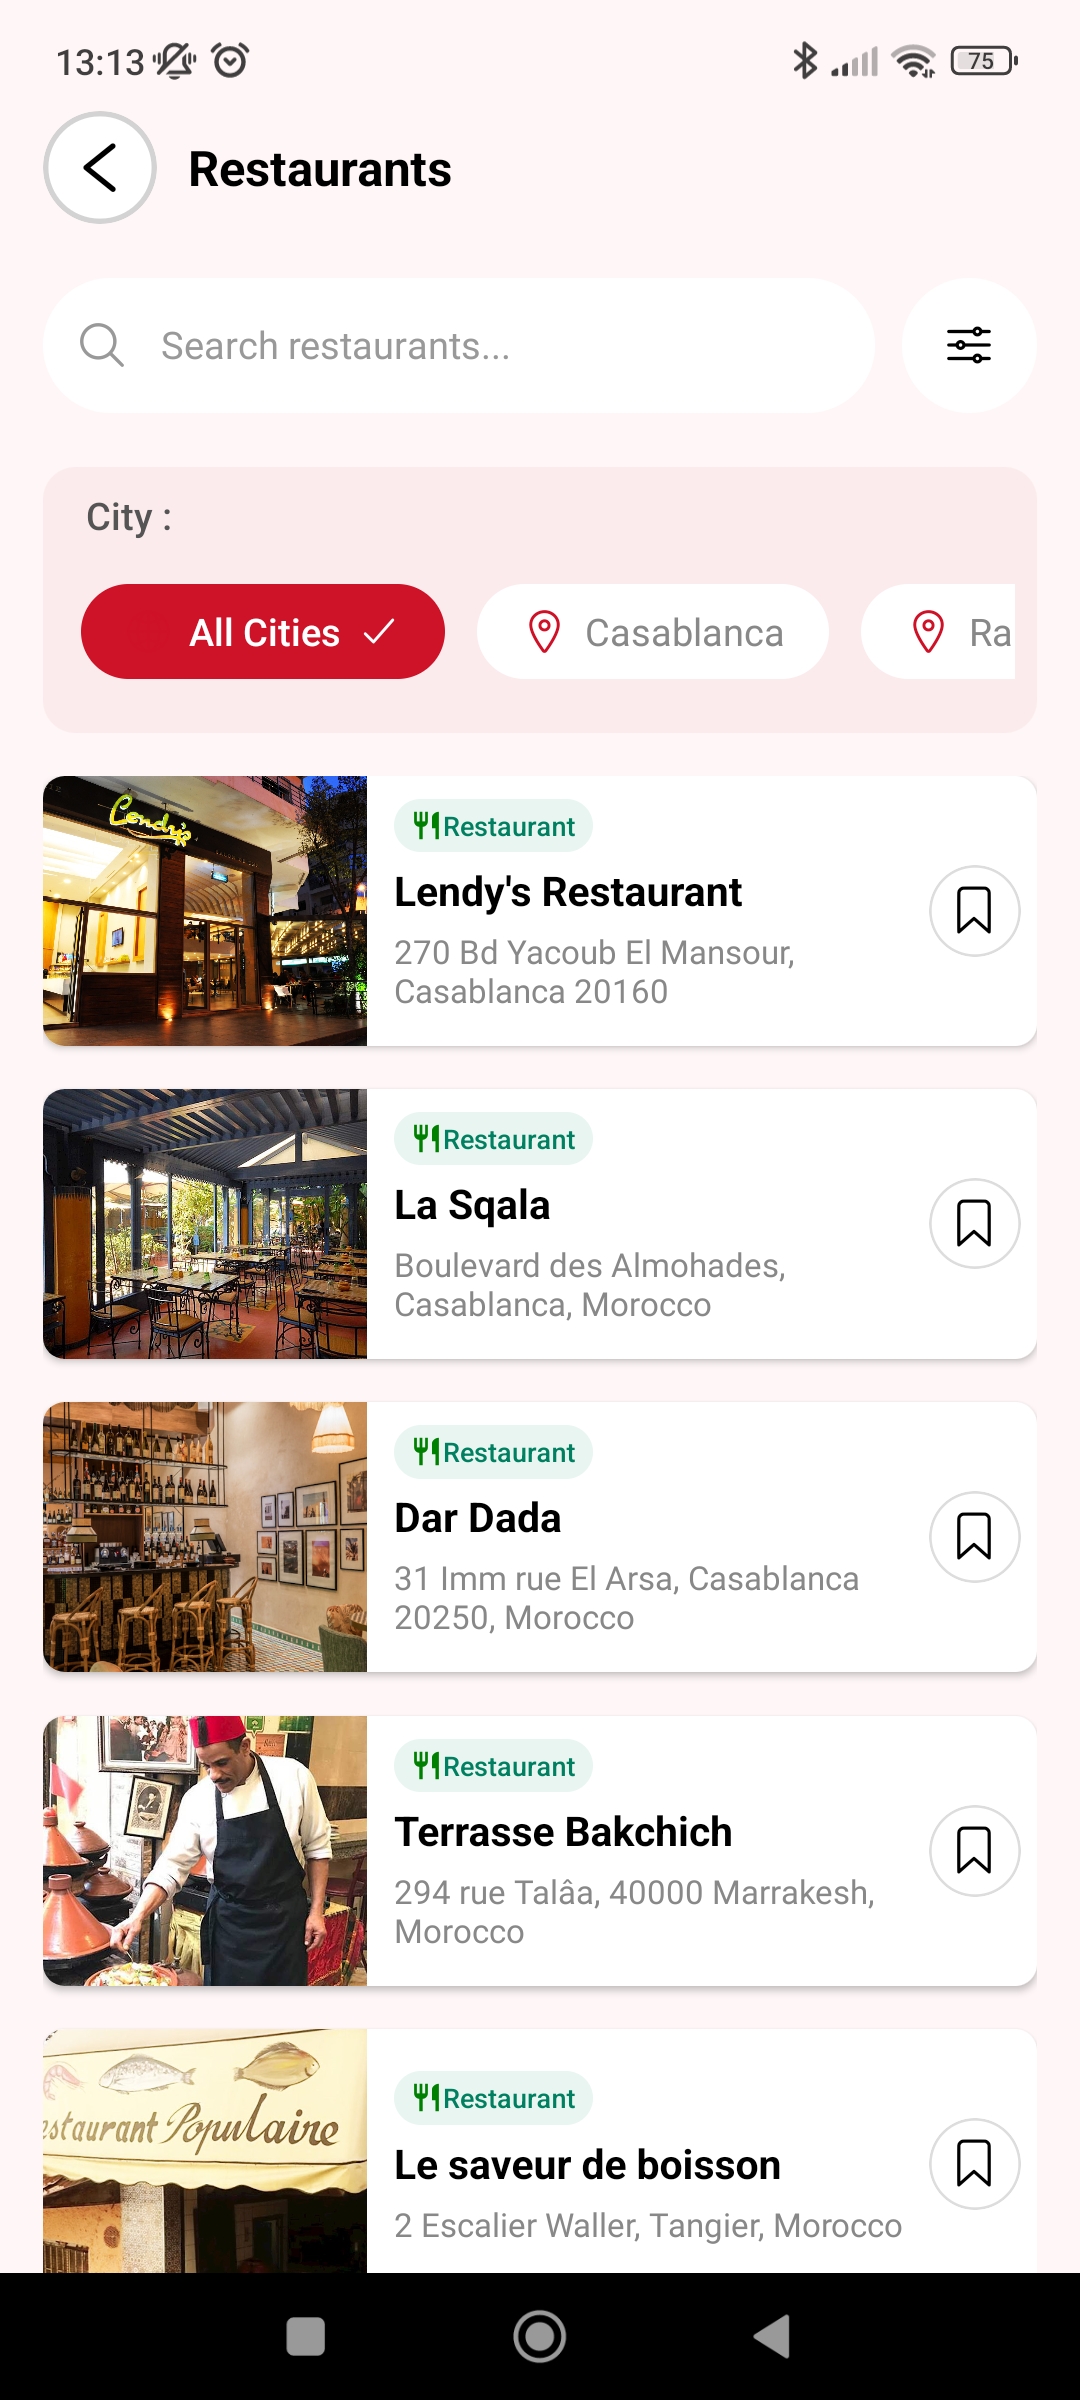 13:13
75
Restaurants
Search restaurants...
City :
All Cities
Casablanca
Ra
Lendy's
Restaurant
Lendy's Restaurant
270 Bd Yacoub El Mansour,
Casablanca 20160
Restaurant
La Sqala
Boulevard des Almohades,
Casablanca, Morocco
Restaurant
Dar Dada
31 Imm rue El Arsa, Casablanca
20250, Morocco
Restaurant
Terrasse Bakchich
294 rue Talâa, 40000 Marrakesh,
Morocco
estaurant Populaire
Restaurant
Le saveur de boisson
2 Escalier Waller, Tangier, Morocco